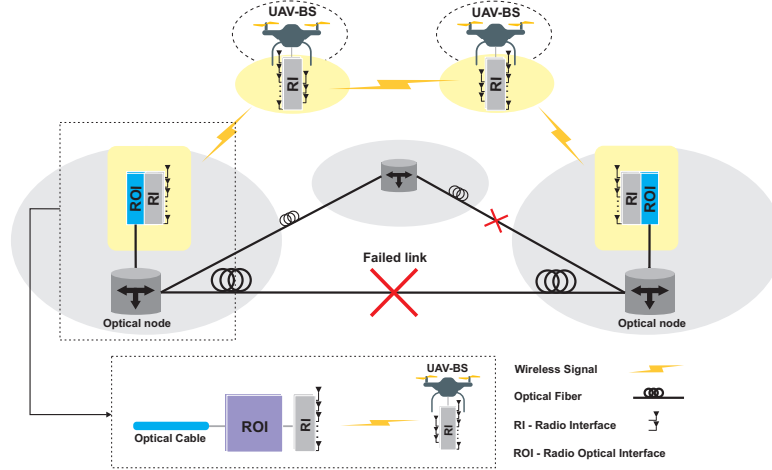 UAV-BS
UAV-BS
RI
RI
ROI
RI
RI
ROI
Failed link
Optical node
Optical node
UAV-BS
Optical Cable
ROI
RI
RI
Wireless Signal
Optical Fiber
RI - Radio Interface
ROI - Radio Optical Interface